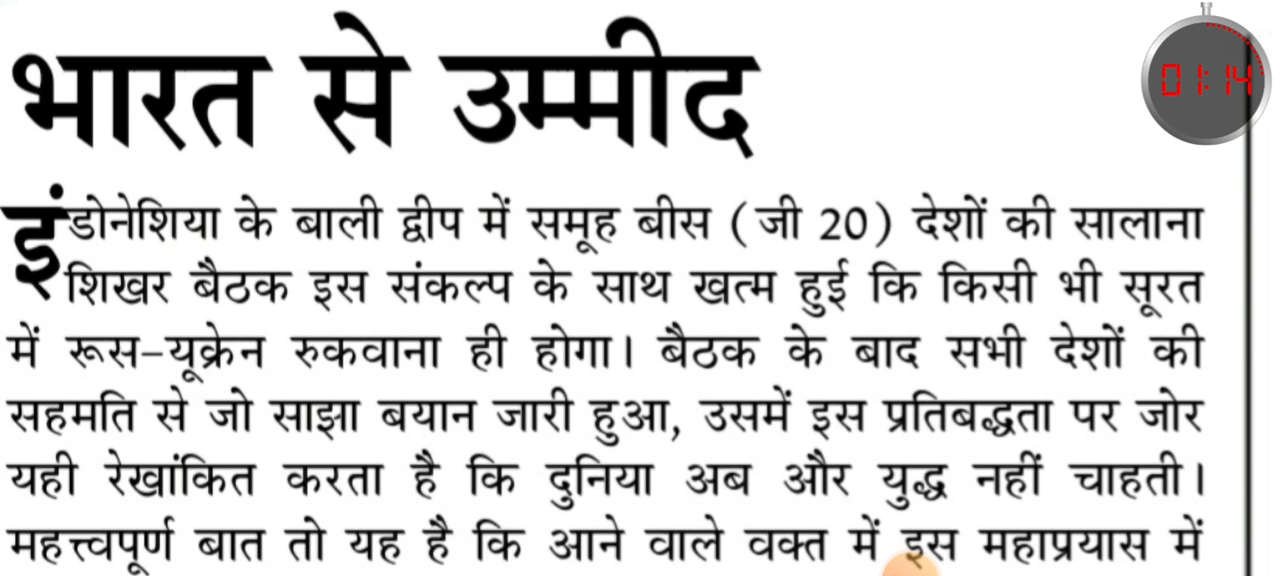 भारत से उम्मीद
01:14
इंडोनेशिया के बाली द्वीप में समूह बीस (जी 20) देशों की सालाना
शिखर बैठक इस संकल्प के साथ खत्म हुई कि किसी भी सूरत
में रूस-यूक्रेन रुकवाना ही होगा। बैठक के बाद सभी देशों की
सहमति से जो साझा बयान जारी हुआ, उसमें इस प्रतिबद्धता पर जोर
यही रेखांकित करता है कि दुनिया अब और युद्ध नहीं चाहती।
महत्त्वपूर्ण बात तो यह है कि आने वाले वक्त में इस महाप्रयास में